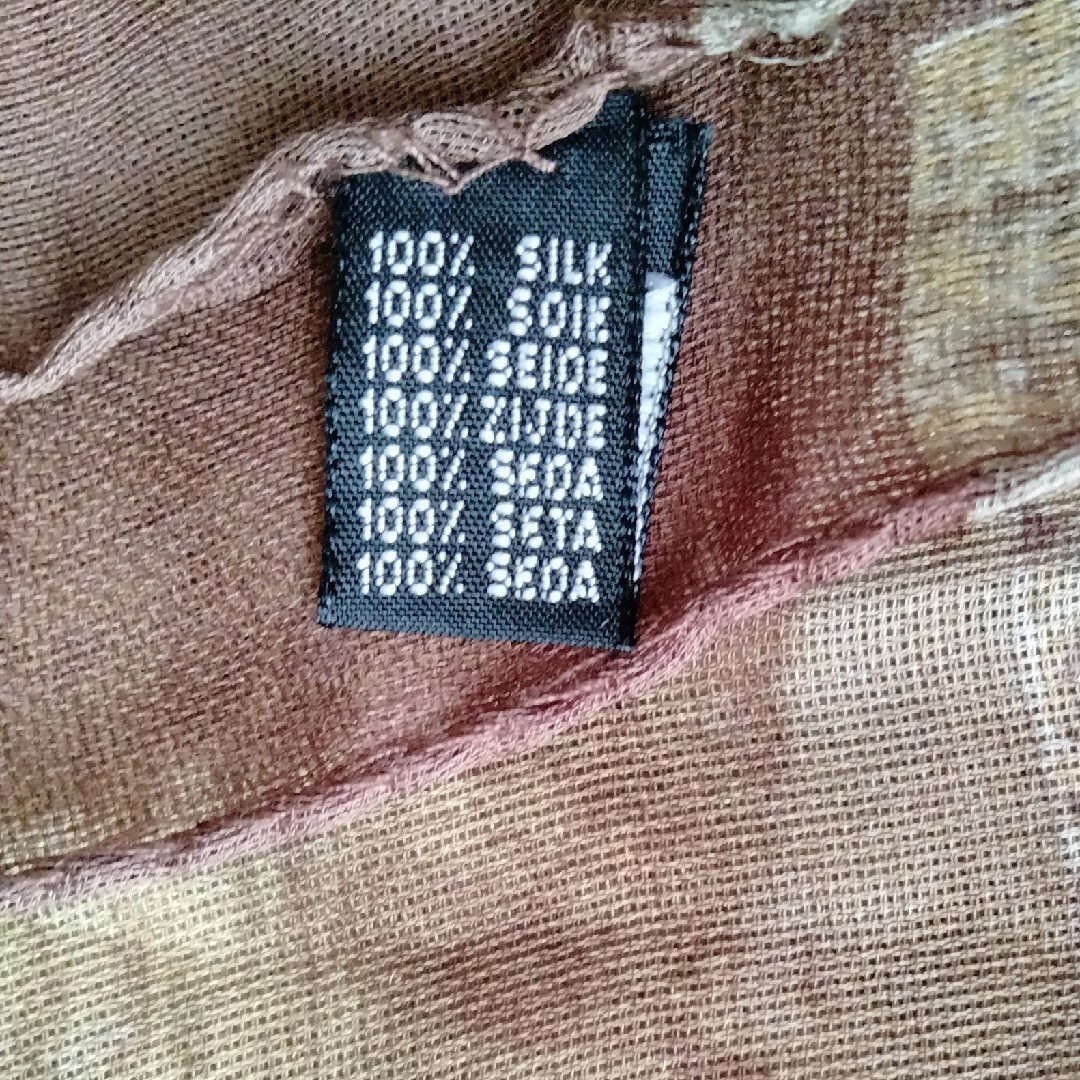 100% SILK
100% SOIE
100% SEIDE
100% ZIJDE
100% SEDA
100% SETA
100% SEDA